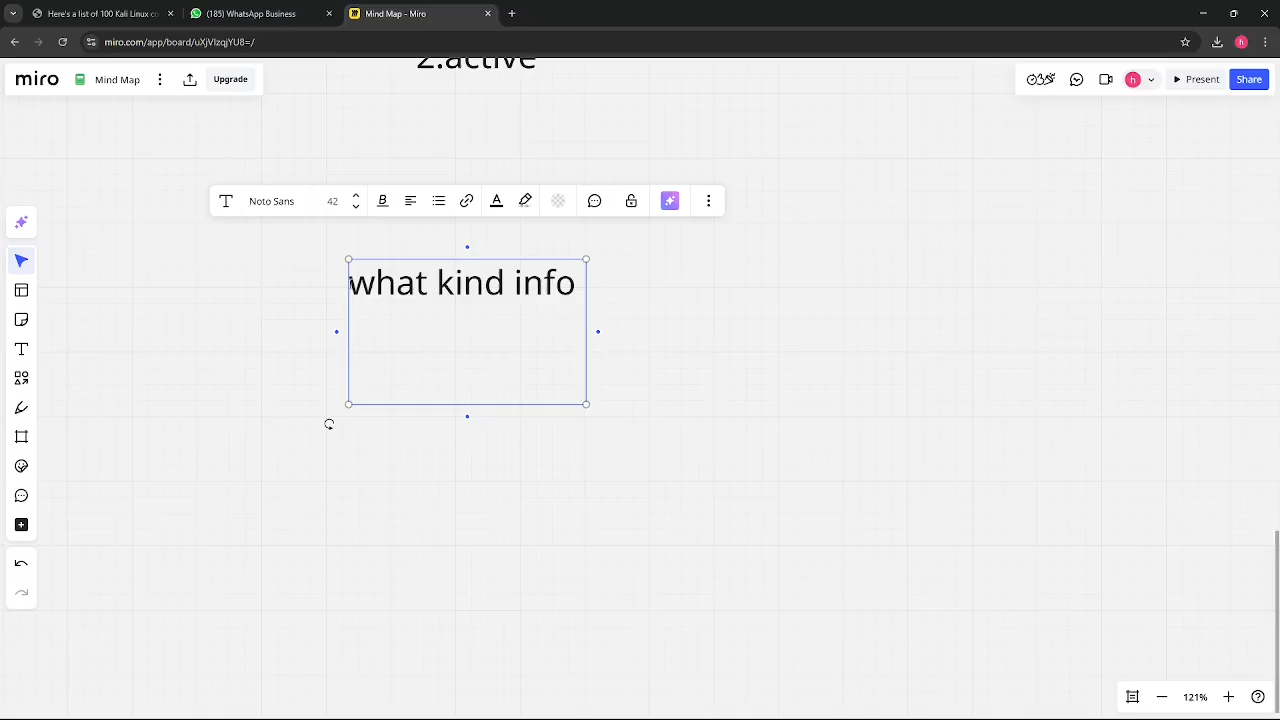 Here's a list of 100 Kali Linux co
(185) WhatsApp Business
Mind Map - Miro
miro.com/app/board/uXjVIzqjYU8=/
h
2.active
miro
Mind Map
Upgrade
h
Present
Share
Noto Sans
42
B
A
what kind info
121%